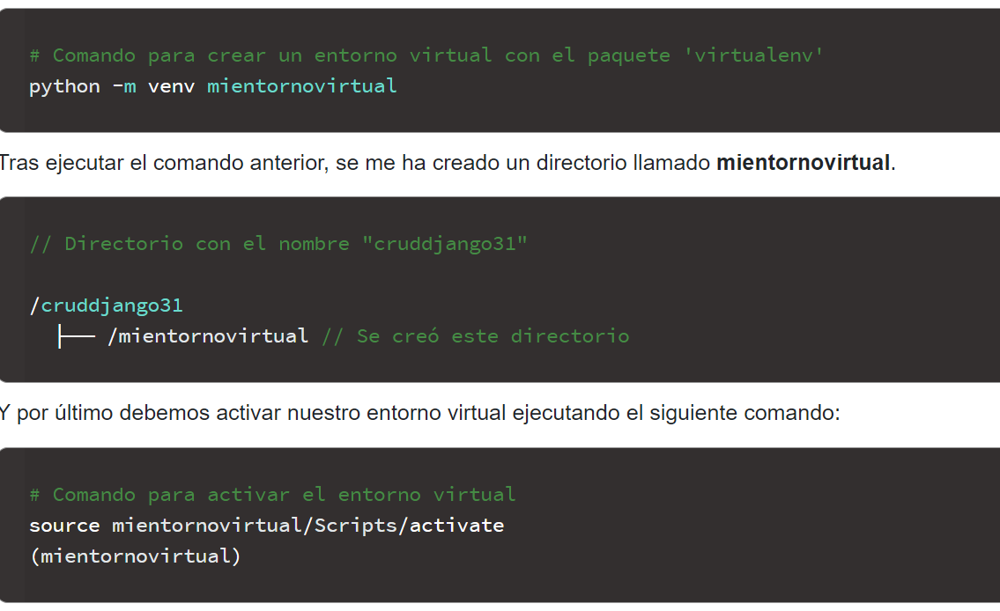 # Comando para crear un entorno virtual con el paquete 'virtualenv'
python -m venv mientornovirtual
Tras ejecutar el comando anterior, se me ha creado un directorio llamado mientornovirtual.
// Directorio con el nombre "cruddjango31"
/cruddjango31
├── /mientornovirtual // Se creó este directorio
Y por último debemos activar nuestro entorno virtual ejecutando el siguiente comando:
# Comando para activar el entorno virtual
source mientornovirtual/Scripts/activate
(mientornovirtual)